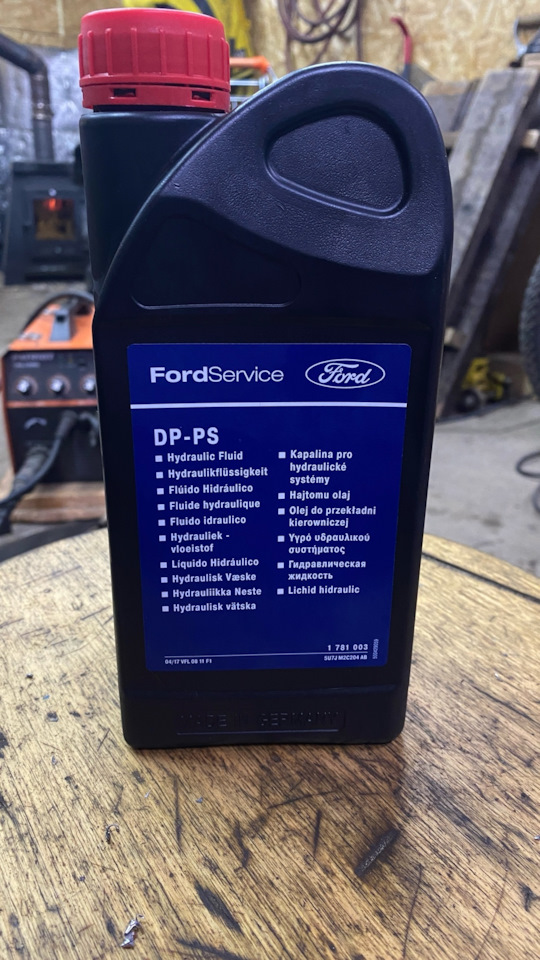 FordService
Ford
DP-PS
■ Hydraulic Fluid
■ Hydraulikflüssigkeit
■ Flúido Hidráulico
■ Fluide hydraulique
■ Fluido idraulico
■ Hydrauliek -
vloeistof
■ Líquido Hidráulico
■ Hydraulisk Væske
■ Hydrauliikka Neste
■ Hydraulisk vätska
■ Kapalina pro
hydraulické
systémy
■ Hajtomu olaj
■ Olej do przekładni
kierowniczej
■ Υγρό υδραυλικού
συστήματος
■ Гидравлическая
жидкость
■ Lichid hidraulic
1 781 003
04/17 VFL 08 11 F1
5U7J M2C204 AB
MADE IN GERMANY